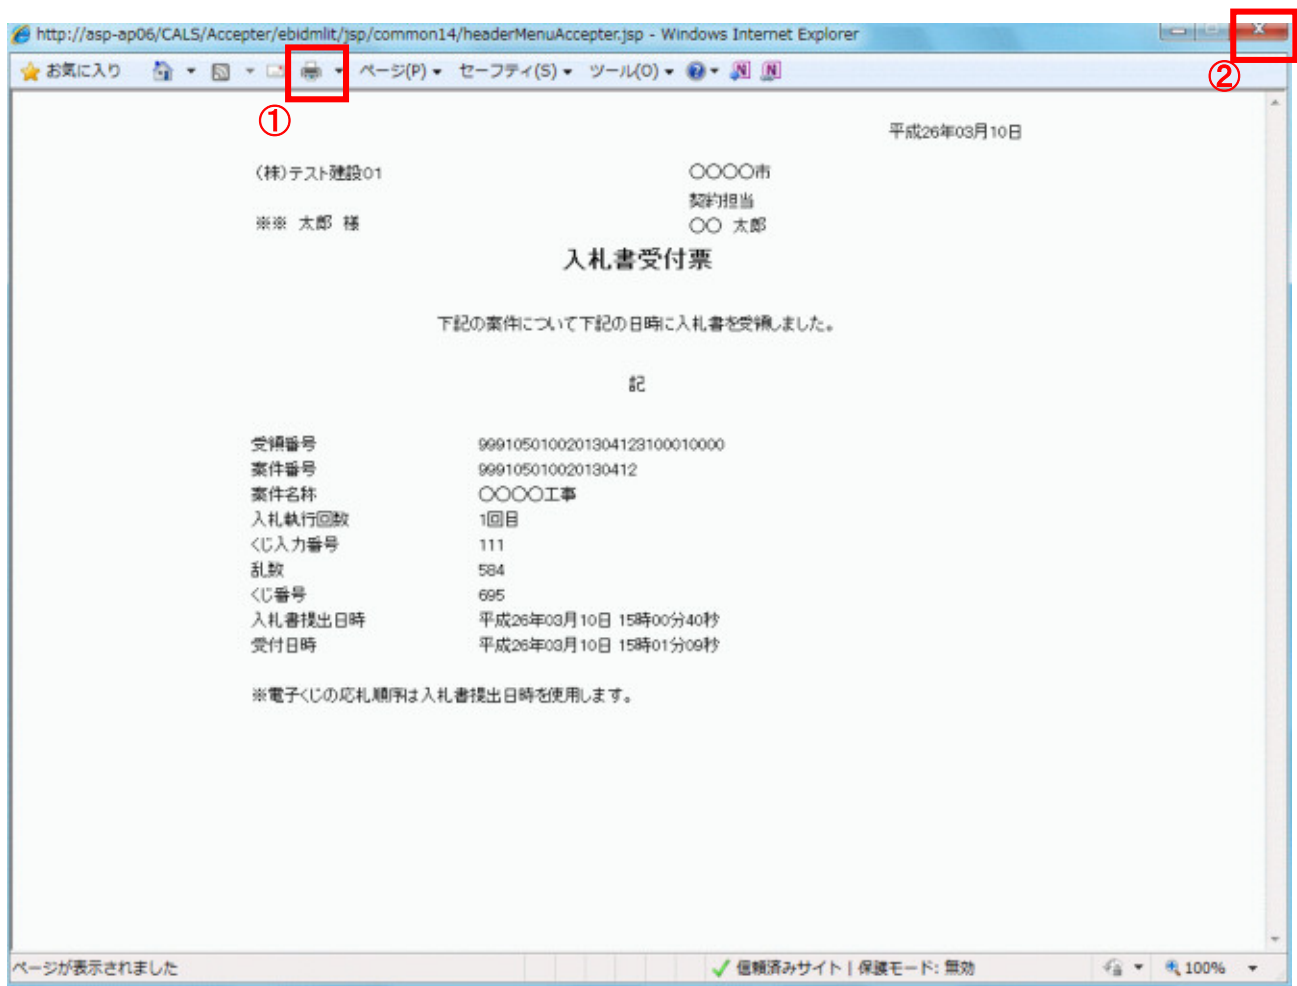 http://asp-ap06/CALS/Accepter/ebidmlit/jsp/common14/headerMenuAccepter.jsp - Windows Internet Explorer
お気に入り ページ(P) セーフティ(S) ツール(O)
①
②
平成26年03月10日
(株)テスト建設01 〇〇〇〇市
契約担当
※※ 太郎 様 〇〇 太郎
入札書受付票
下記の案件について下記の日時に入札書を受領しました。
記
受領番号 99910501002013041231000​10000
案件番号 999105010020130412
案件名称 〇〇〇〇工事
入札執行回数 1回目
くじ入力番号 111
乱数 584
くじ番号 695
入札書提出日時 平成26年03月10日 15時00分40秒
受付日時 平成26年03月10日 15時01分09秒
※電子くじの応札順序は入札書提出日時を使用します。
ページが表示されました 信頼済みサイト | 保護モード: 無効 100%